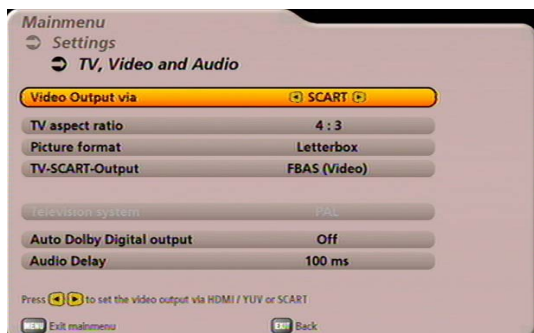 Mainmenu
Settings
TV, Video and Audio
Video Output via SCART
TV aspect ratio 4 : 3
Picture format Letterbox
TV-SCART-Output FBAS (Video)
Television system PAL
Auto Dolby Digital output Off
Audio Delay 100 ms
Press to set the video output via HDMI / YUV or SCART
MENU Exit mainmenu EXIT Back